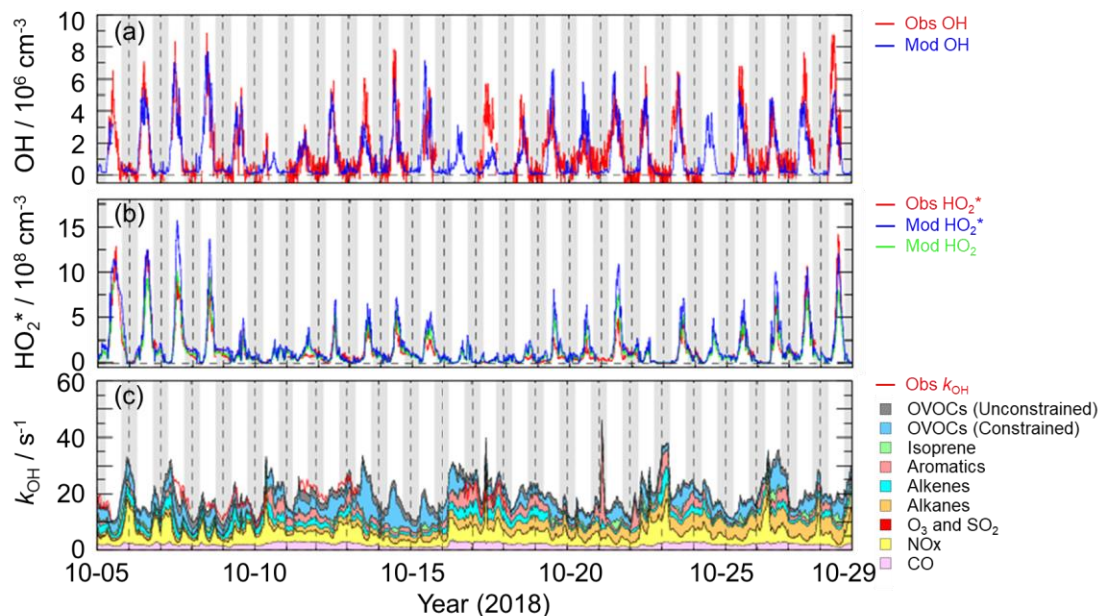 (a)
OH / 10⁶ cm⁻³
10
8
6
4
2
0
Obs OH
Mod OH
(b)
HO₂* / 10⁸ cm⁻³
15
10
5
0
Obs HO₂*
Mod HO₂*
Mod HO₂
(c)
kOH / s⁻¹
60
40
20
0
Obs kOH
OVOCs (Unconstrained)
OVOCs (Constrained)
Isoprene
Aromatics
Alkenes
Alkanes
O₃ and SO₂
NOx
CO
10-05 10-10 10-15 10-20 10-25 10-29
Year (2018)